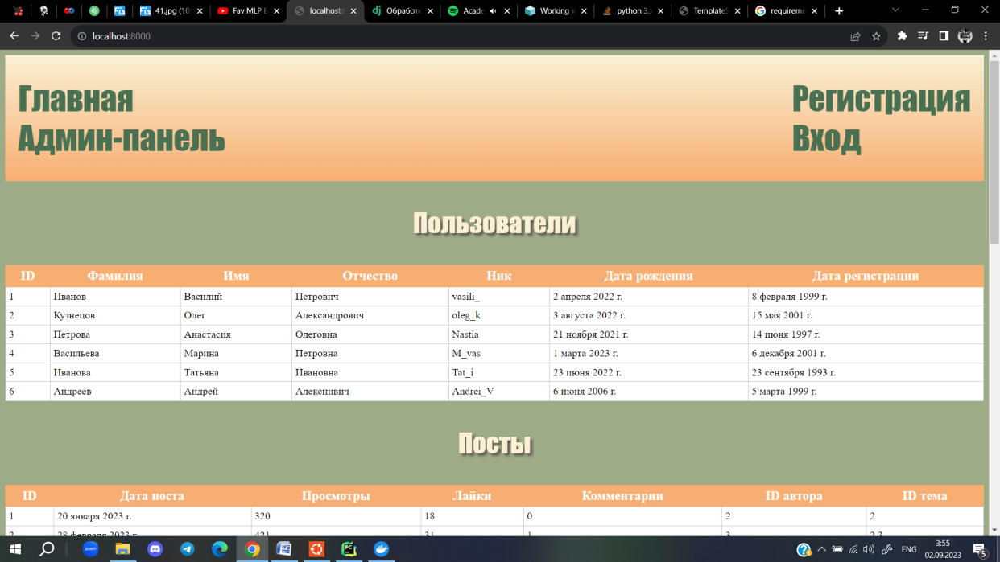 41.jpg (10
Fav MLP E
localhost:8
Обработк
Acade
Working w
python 3.x
TemplateS
requireme
localhost:8000
Главная
Админ-панель
Регистрация
Вход
Пользователи
ID Фамилия Имя Отчество Ник Дата рождения Дата регистрации
1 Иванов Василий Петрович vasili_ 2 апреля 2022 г. 8 февраля 1999 г.
2 Кузнецов Олег Александрович oleg_k 3 августа 2022 г. 15 мая 2001 г.
3 Петрова Анастасия Олеговна Nastia 21 ноября 2021 г. 14 июня 1997 г.
4 Васильева Марина Петровна M_vas 1 марта 2023 г. 6 декабря 2001 г.
5 Иванова Татьяна Ивановна Tat_i 23 июня 2022 г. 23 сентября 1993 г.
6 Андреев Андрей Алексннвич Andrei_V 6 июня 2006 г. 5 марта 1999 г.
Посты
ID Дата поста Просмотры Лайки Комментарии ID автора ID тема
1 20 января 2023 г. 320 18 0 2 2
2 28 февраля 2023 г. 421 31 1 3 2,3
zoom
ENG
3:55
02.09.2023
5